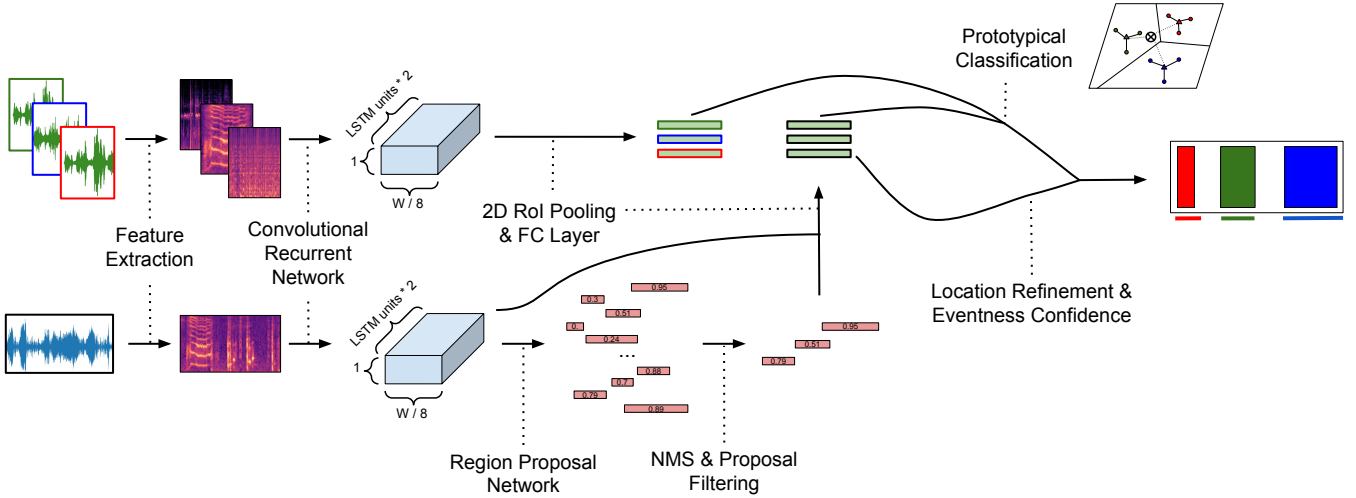 Prototypical
Classification
LSTM units * 2
1
W / 8
Feature
Extraction
Convolutional
Recurrent
Network
2D RoI Pooling
& FC Layer
Location Refinement &
Eventness Confidence
LSTM units * 2
1
W / 8
0.95
0.3
0.51
0.
0.24
...
0.88
0.7
0.79
0.89
0.95
0.51
0.79
Region Proposal
Network
NMS & Proposal
Filtering